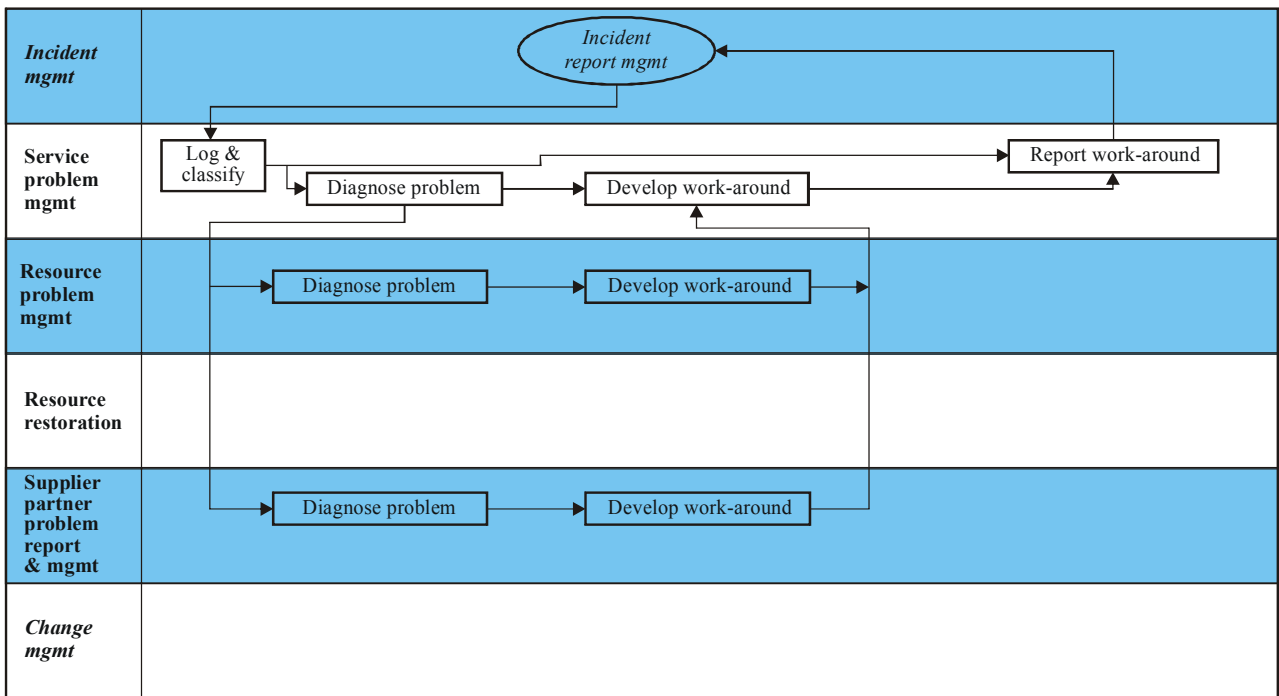 Incident
mgmt
Incident
report mgmt
Service
problem
mgmt
Log &
classify
Report work-around
Diagnose problem
Develop work-around
Resource
problem
mgmt
Diagnose problem
Develop work-around
Resource
restoration
Supplier
partner
problem
report
& mgmt
Diagnose problem
Develop work-around
Change
mgmt